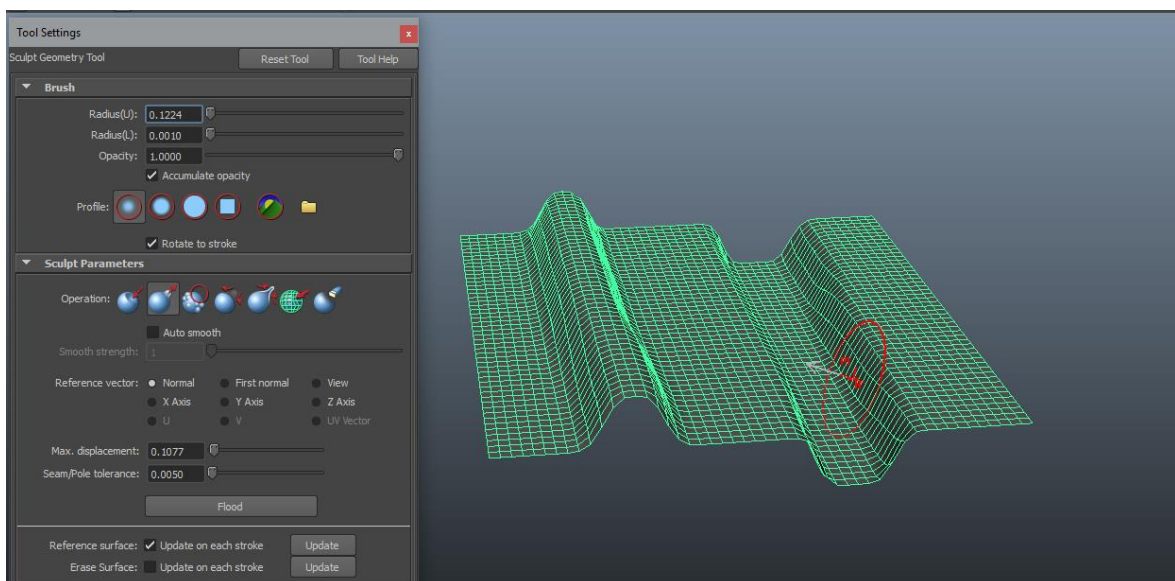 Tool Settings
x
Sculpt Geometry Tool Reset Tool Tool Help
Brush
Radius(U): 0.1224
Radius(L): 0.0010
Opacity: 1.0000
Accumulate opacity
Profile:
Rotate to stroke
Sculpt Parameters
Operation:
Auto smooth
Smooth strength: 1
Reference vector: Normal First normal View
X Axis Y Axis Z Axis
U V UV Vector
Max. displacement: 0.1077
Seam/Pole tolerance: 0.0050
Flood
Reference surface: Update on each stroke Update
Erase Surface: Update on each stroke Update